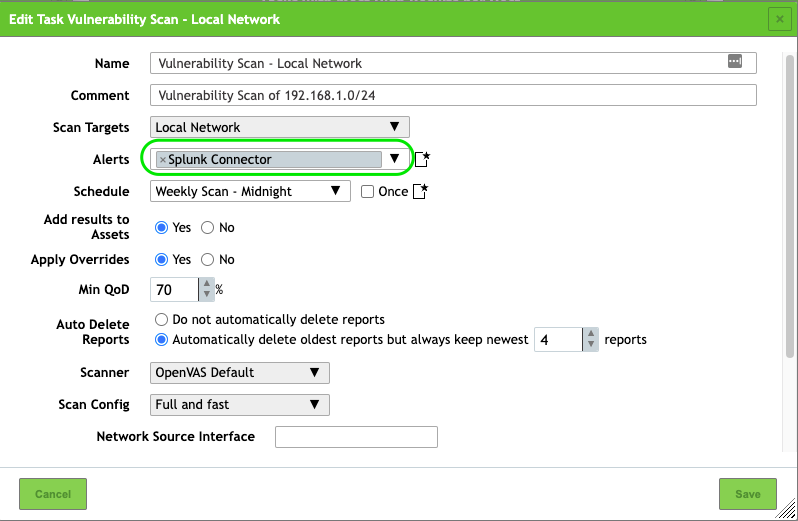 Edit Task Vulnerability Scan - Local Network
×
Name Vulnerability Scan - Local Network
Comment Vulnerability Scan of 192.168.1.0/24
Scan Targets Local Network ▼
Alerts ×Splunk Connector ▼
Schedule Weekly Scan - Midnight ▼ Once
Add results to
Assets
Yes No
Apply Overrides Yes No
Min QoD 70 %
Auto Delete
Reports
Do not automatically delete reports
Automatically delete oldest reports but always keep newest 4 reports
Scanner OpenVAS Default ▼
Scan Config Full and fast ▼
Network Source Interface
Cancel Save